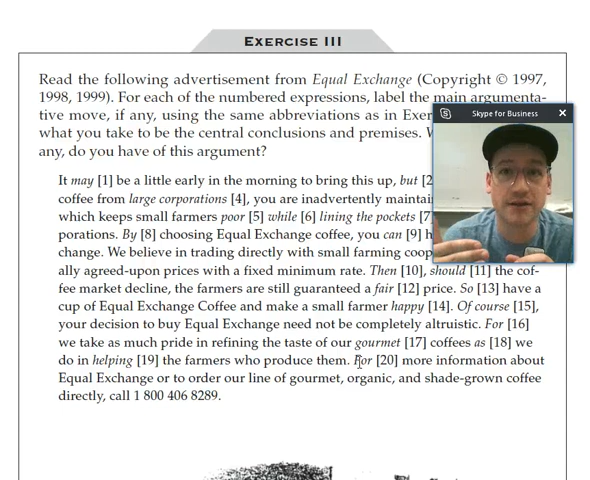 EXERCISE III
Read the following advertisement from Equal Exchange (Copyright © 1997,
1998, 1999). For each of the numbered expressions, label the main argumenta-
tive move, if any, using the same abbreviations as in Exer
what you take to be the central conclusions and premises. W
any, do you have of this argument?
Skype for Business
It may [1] be a little early in the morning to bring this up, but [2
coffee from large corporations [4], you are inadvertently maintai
which keeps small farmers poor [5] while [6] lining the pockets [7
porations. By [8] choosing Equal Exchange coffee, you can [9] h
change. We believe in trading directly with small farming coop
ally agreed-upon prices with a fixed minimum rate. Then [10], should [11] the cof-
fee market decline, the farmers are still guaranteed a fair [12] price. So [13] have a
cup of Equal Exchange Coffee and make a small farmer happy [14]. Of course [15],
your decision to buy Equal Exchange need not be completely altruistic. For [16]
we take as much pride in refining the taste of our gourmet [17] coffees as [18] we
do in helping [19] the farmers who produce them. For [20] more information about
Equal Exchange or to order our line of gourmet, organic, and shade-grown coffee
directly, call 1 800 406 8289.